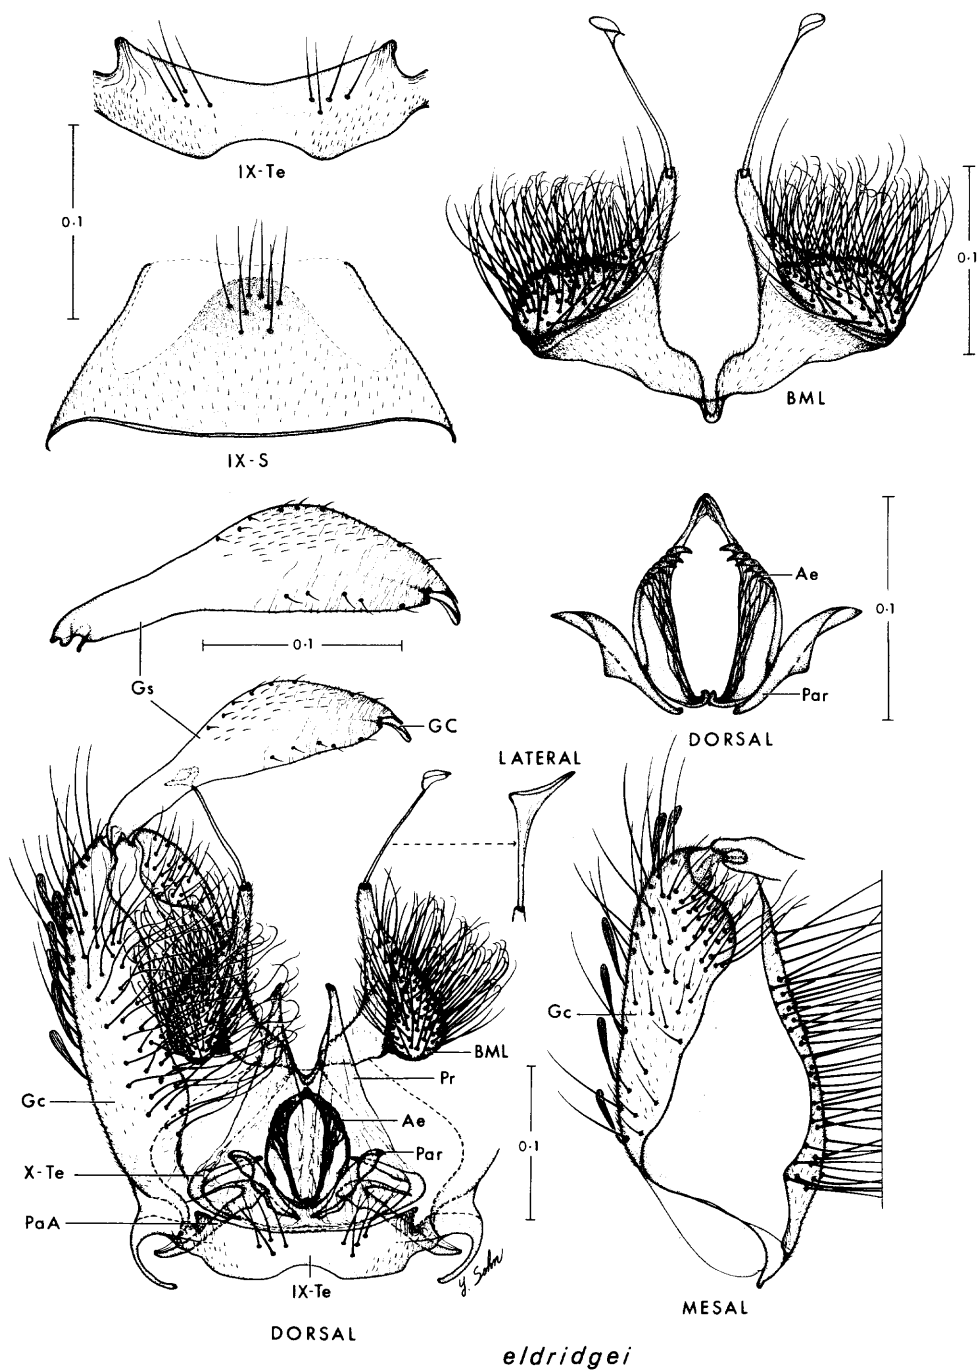 IX-Te
0·1
IX-S
BML
0·1
0·1
Gs
Ae
0·1
Par
DORSAL
GC
LATERAL
Gc
X-Te
PaA
IX-Te
DORSAL
BML
Pr
Ae
Par
0·1
Y. Sohn
Gc
MESAL
eldridgei